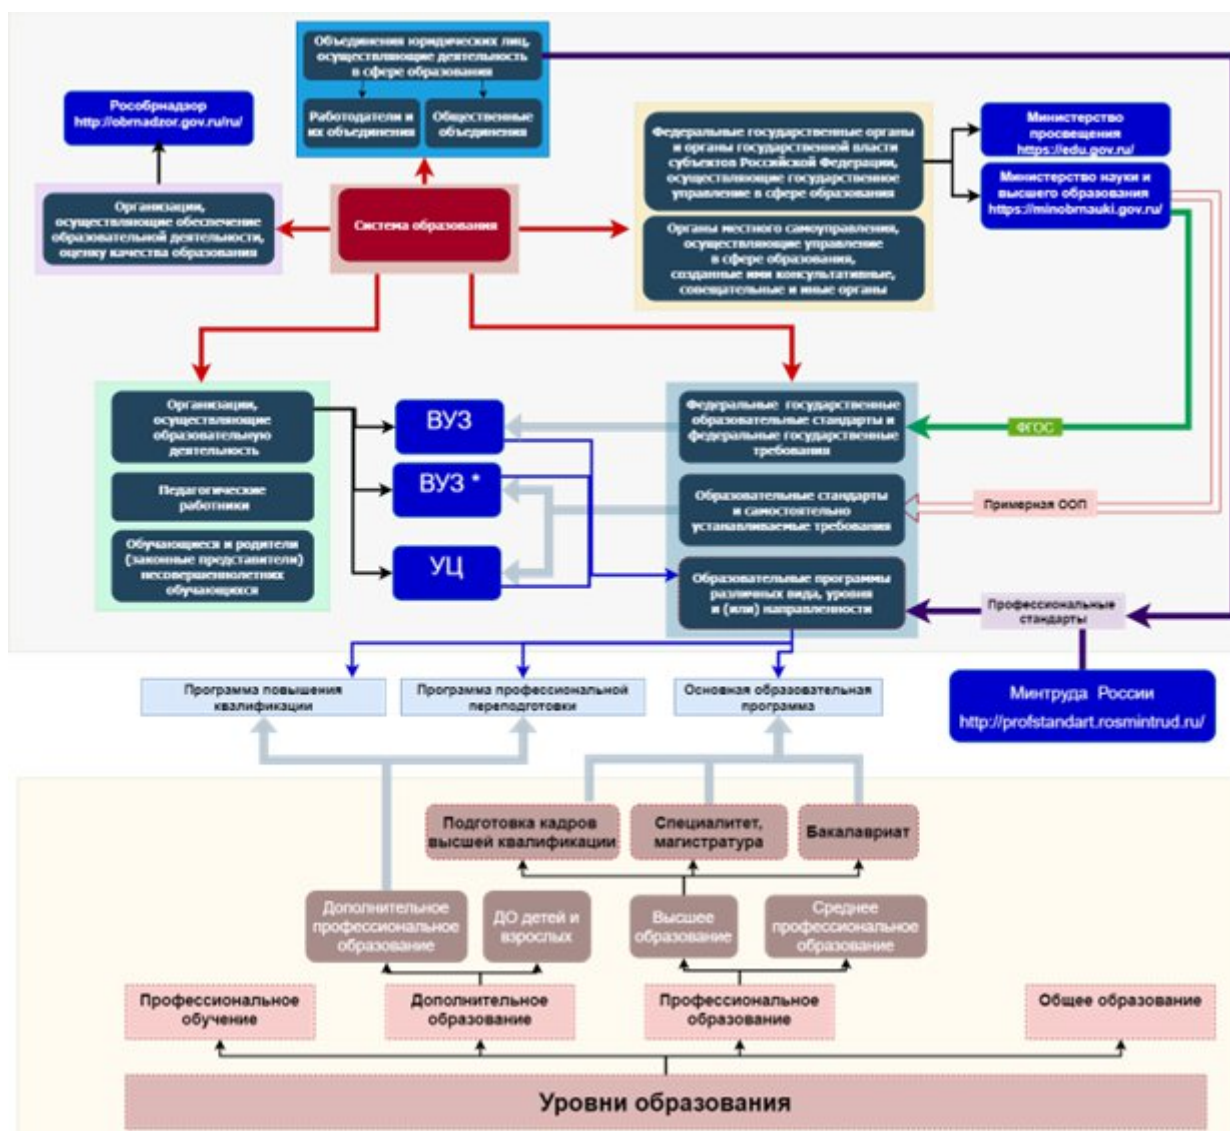 Объединения юридических лиц,
осуществляющие деятельность
в сфере образования
Работодатели и
их объединения
Общественные
объединения
Рособрнадзор
http://obrnadzor.gov.ru/ru/
Федеральные государственные органы
и органы государственной власти
субъектов Российской Федерации,
осуществляющие государственное
управление в сфере образования
Министерство
просвещения
https://edu.gov.ru/
Министерство науки и
высшего образования
https://minobrnauki.gov.ru/
Организации,
осуществляющие обеспечение
образовательной деятельности,
оценку качества образования
Система образования
Органы местного самоуправления,
осуществляющие управление
в сфере образования,
созданные ими консультативные,
совещательные и иные органы
Организации,
осуществляющие
образовательную
деятельность
Педагогические
работники
Обучающиеся и родители
(законные представители)
несовершеннолетних
обучающихся
ВУЗ
ВУЗ *
УЦ
Федеральные государственные
образовательные стандарты и
федеральные государственные
требования
Образовательные стандарты
и самостоятельно
устанавливаемые требования
Образовательные программы
различных вида, уровня
и (или) направленности
ФГОС
Примерная ООП
Профессиональные
стандарты
Программа повышения
квалификации
Программа профессиональной
переподготовки
Основная образовательная
программа
Минтруда России
http://profstandart.rosmintrud.ru/
Подготовка кадров
высшей квалификации
Специалитет,
магистратура
Бакалавриат
Дополнительное
профессиональное
образование
ДО детей и
взрослых
Высшее
образование
Среднее
профессиональное
образование
Профессиональное
обучение
Дополнительное
образование
Профессиональное
образование
Общее образование
Уровни образования